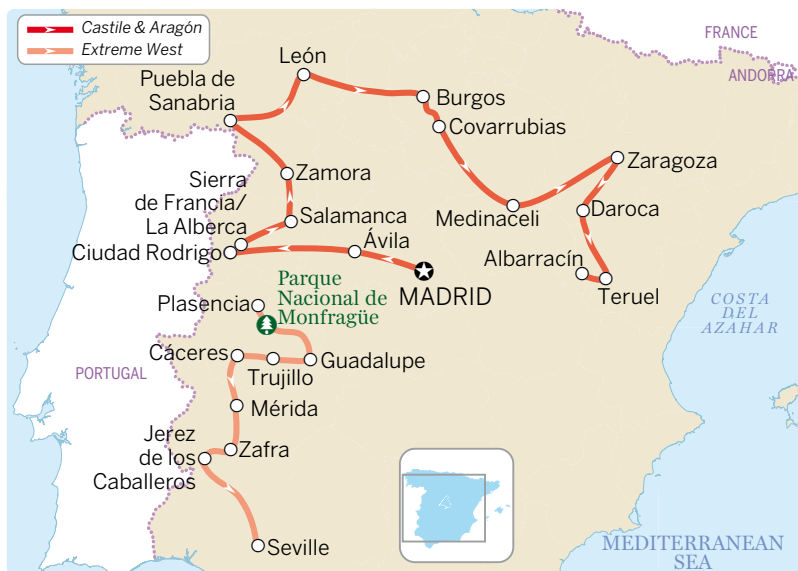 Castile & Aragón
Extreme West
FRANCE
ANDORRA
León
Puebla de
Sanabria
Burgos
Covarrubias
Zaragoza
Zamora
Sierra
de Francia/
La Alberca
Salamanca
Medinaceli
Daroca
Ciudad Rodrigo
Ávila
Albarracín
MADRID
Teruel
Parque
Nacional de
Monfragüe
Plasencia
COSTA
DEL
AZAHAR
Cáceres
Guadalupe
Trujillo
PORTUGAL
Mérida
Jerez
de los
Caballeros
Zafra
Seville
MEDITERRANEAN
SEA